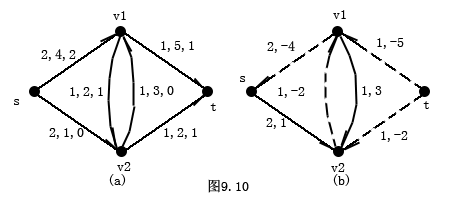 v1
2,4,2
1,5,1
s
1,2,1
1,3,0
t
2,1,0
1,2,1
v2
(a)
v1
2,-4
1,-5
s
1,-2
1,3
t
2,1
1,-2
v2
(b)
图9.10